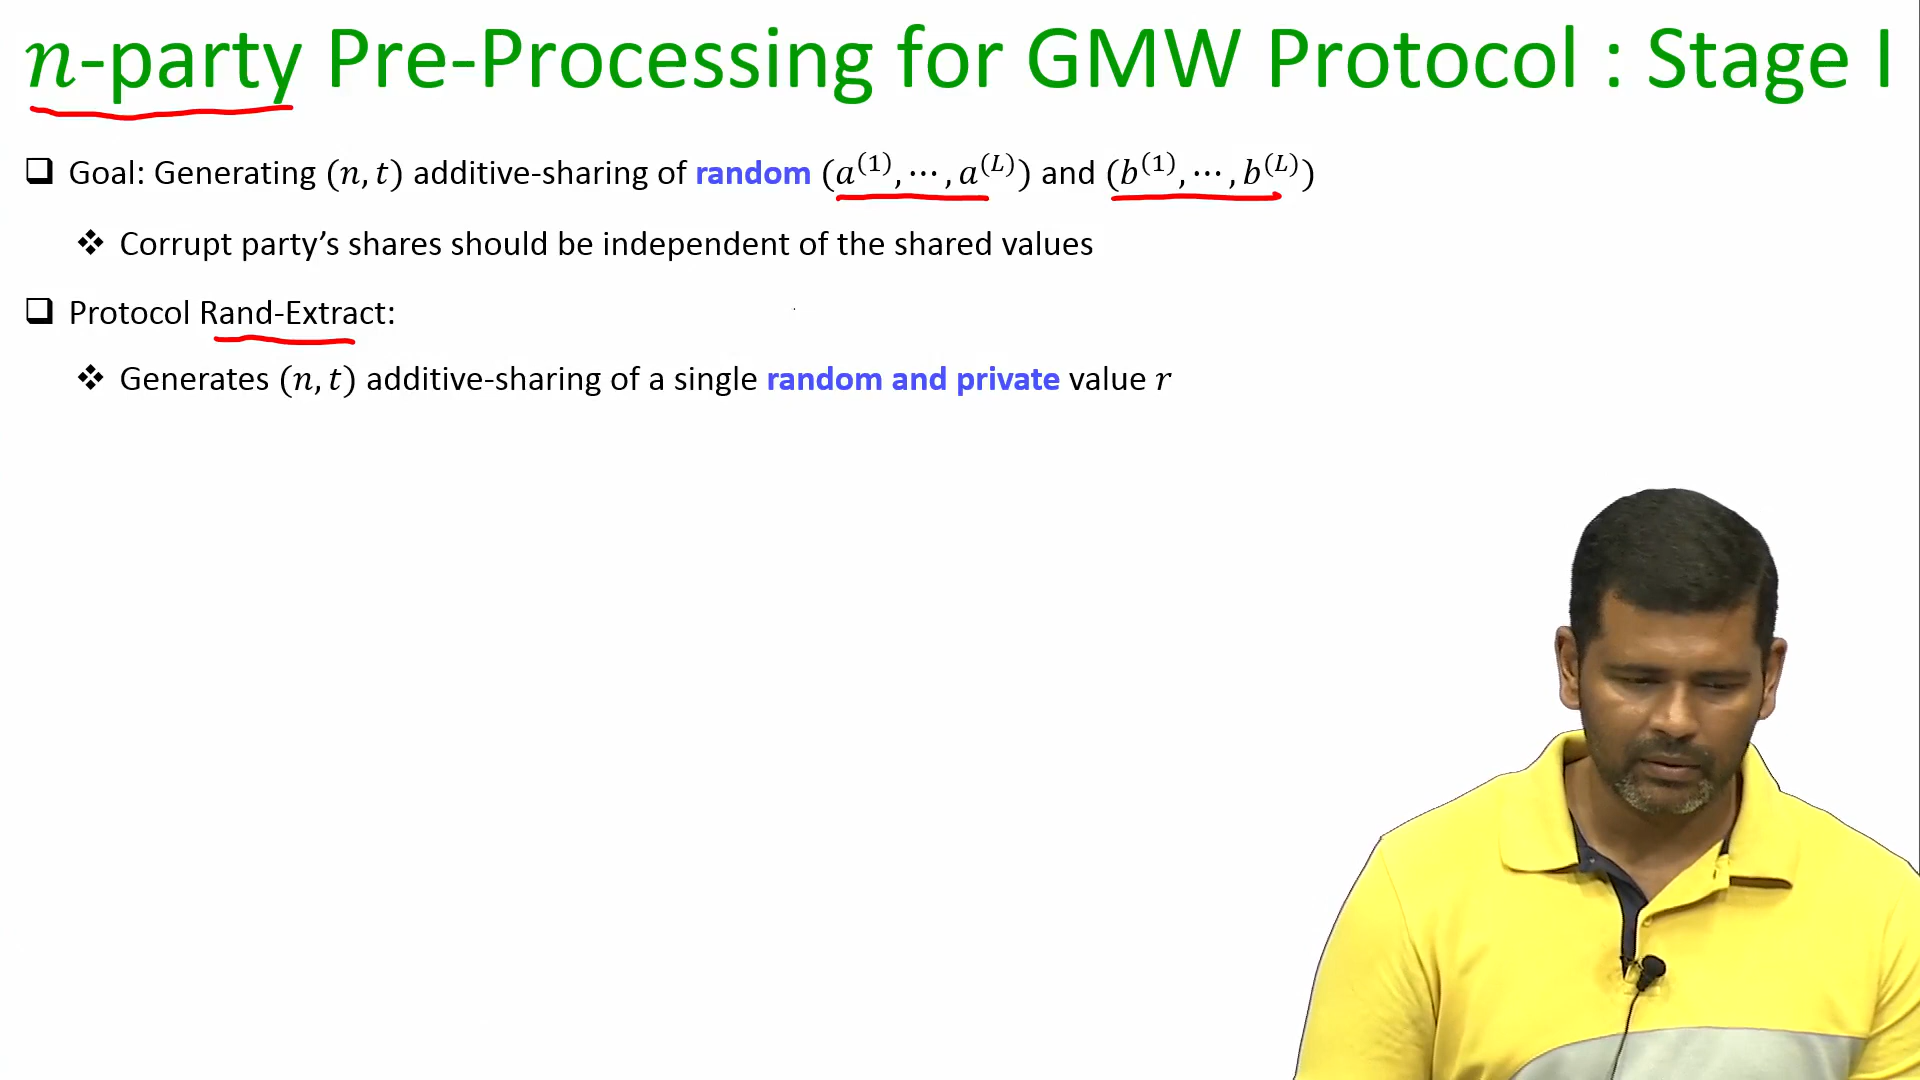 n-party Pre-Processing for GMW Protocol : Stage I
❑ Goal: Generating (n, t) additive-sharing of random (a⁽¹⁾, ⋯ , a⁽ᴸ⁾) and (b⁽¹⁾, ⋯ , b⁽ᴸ⁾)
❖ Corrupt party’s shares should be independent of the shared values
❑ Protocol Rand-Extract:
❖ Generates (n, t) additive-sharing of a single random and private value r